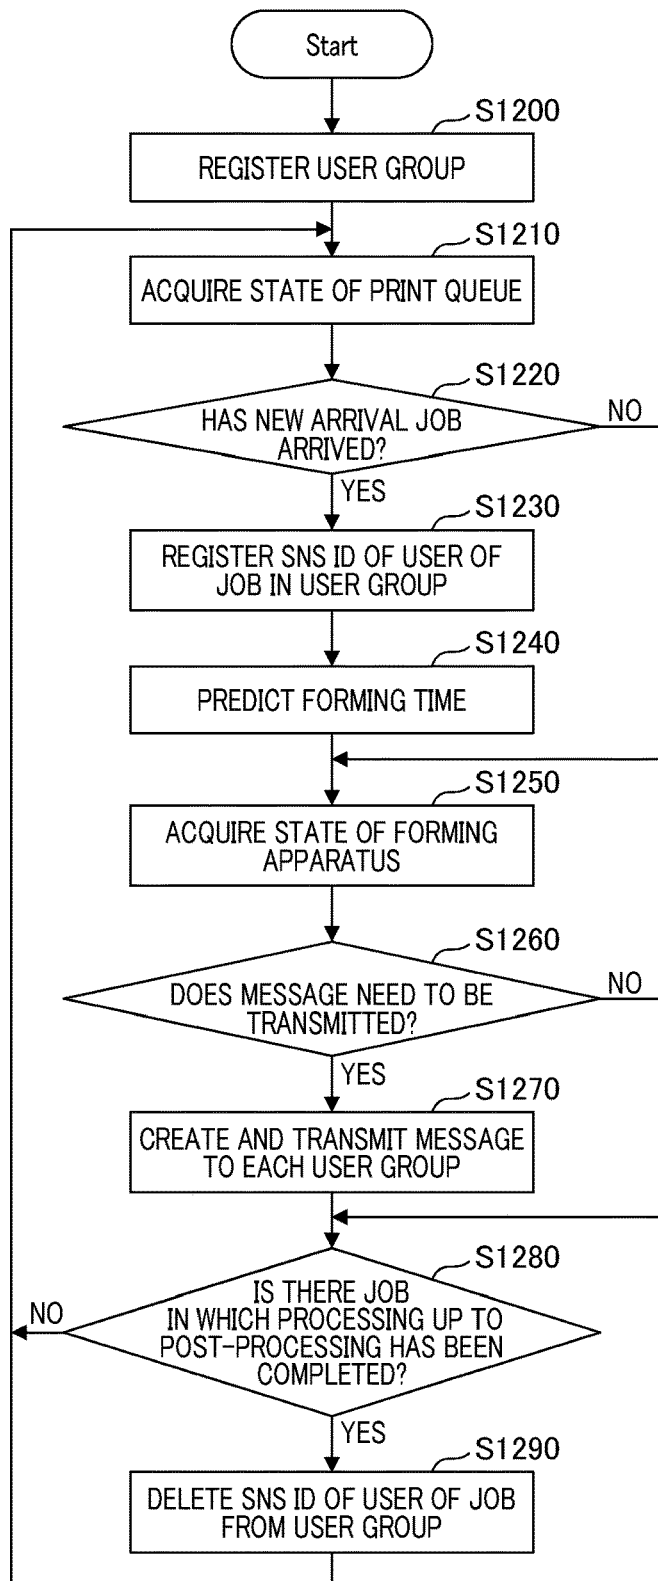 Start
S1200
REGISTER USER GROUP
S1210
ACQUIRE STATE OF PRINT QUEUE
S1220
HAS NEW ARRIVAL JOB
ARRIVED?
NO
YES
S1230
REGISTER SNS ID OF USER OF
JOB IN USER GROUP
S1240
PREDICT FORMING TIME
S1250
ACQUIRE STATE OF FORMING
APPARATUS
S1260
DOES MESSAGE NEED TO BE
TRANSMITTED?
NO
YES
S1270
CREATE AND TRANSMIT MESSAGE
TO EACH USER GROUP
S1280
IS THERE JOB
IN WHICH PROCESSING UP TO
POST-PROCESSING HAS BEEN
COMPLETED?
NO
YES
S1290
DELETE SNS ID OF USER OF JOB
FROM USER GROUP